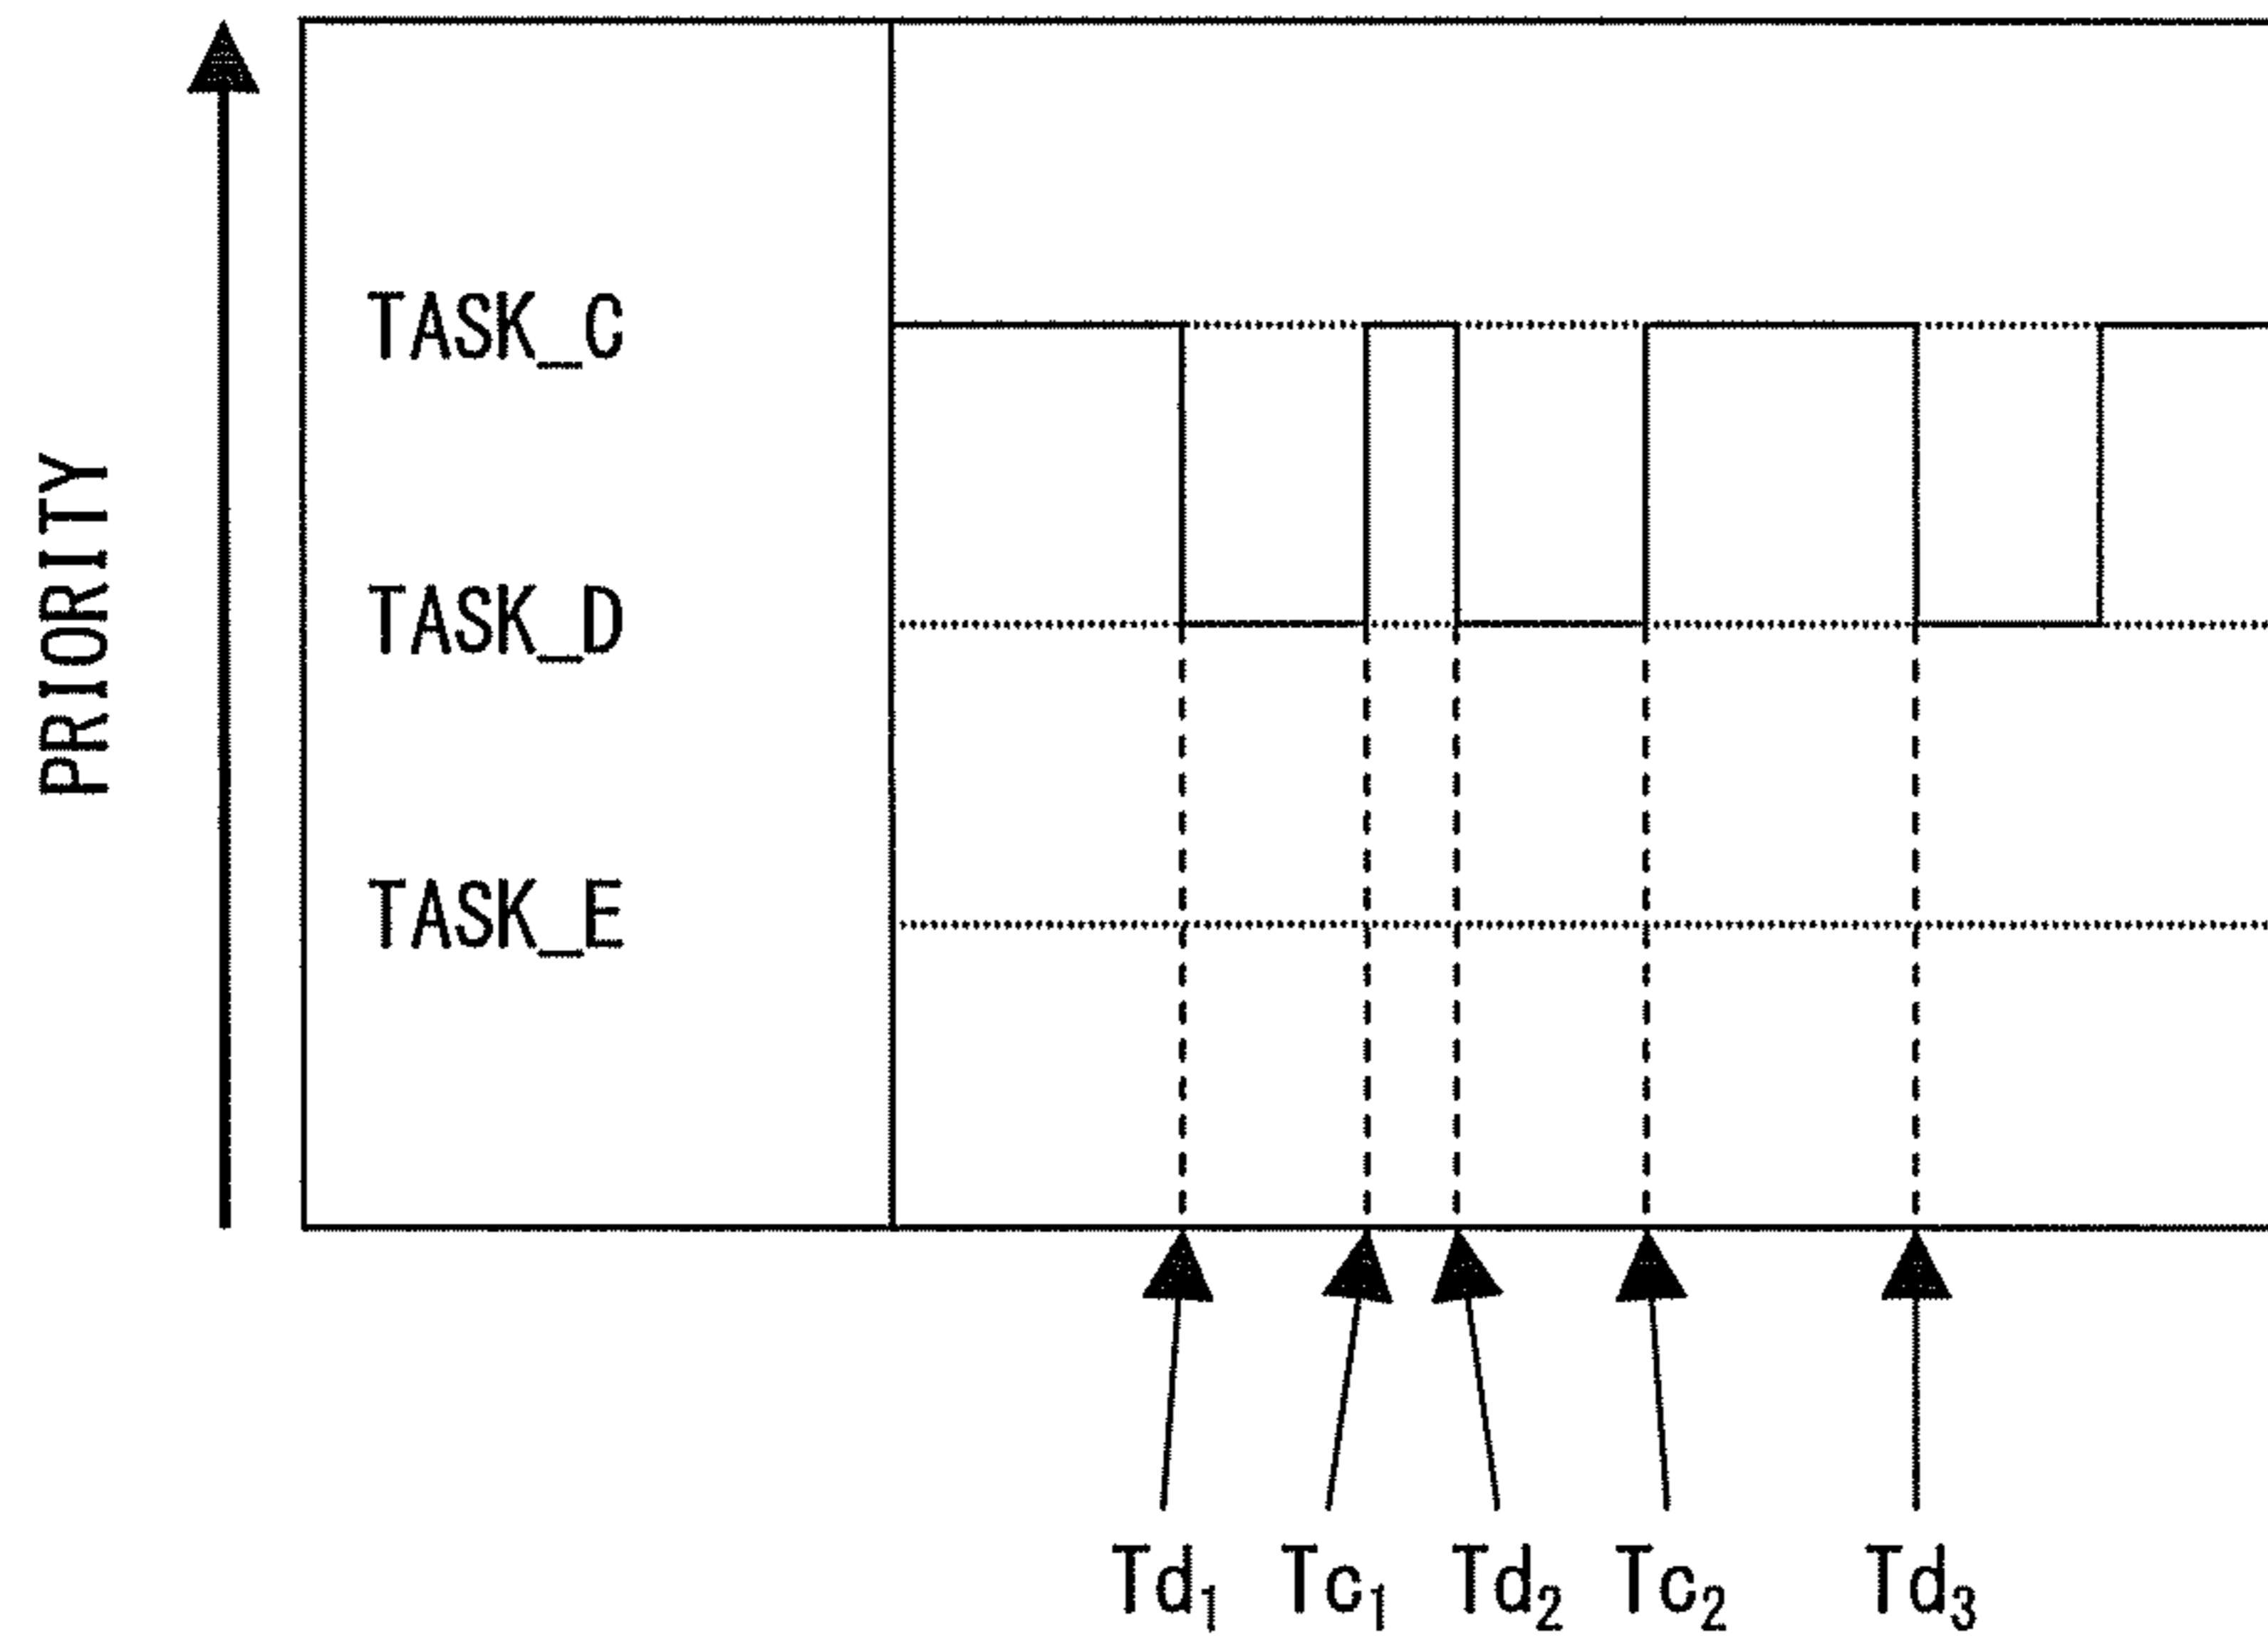 PRIORITY
TASK_C
TASK_D
TASK_E
Td₁ Tc₁ Td₂ Tc₂ Td₃